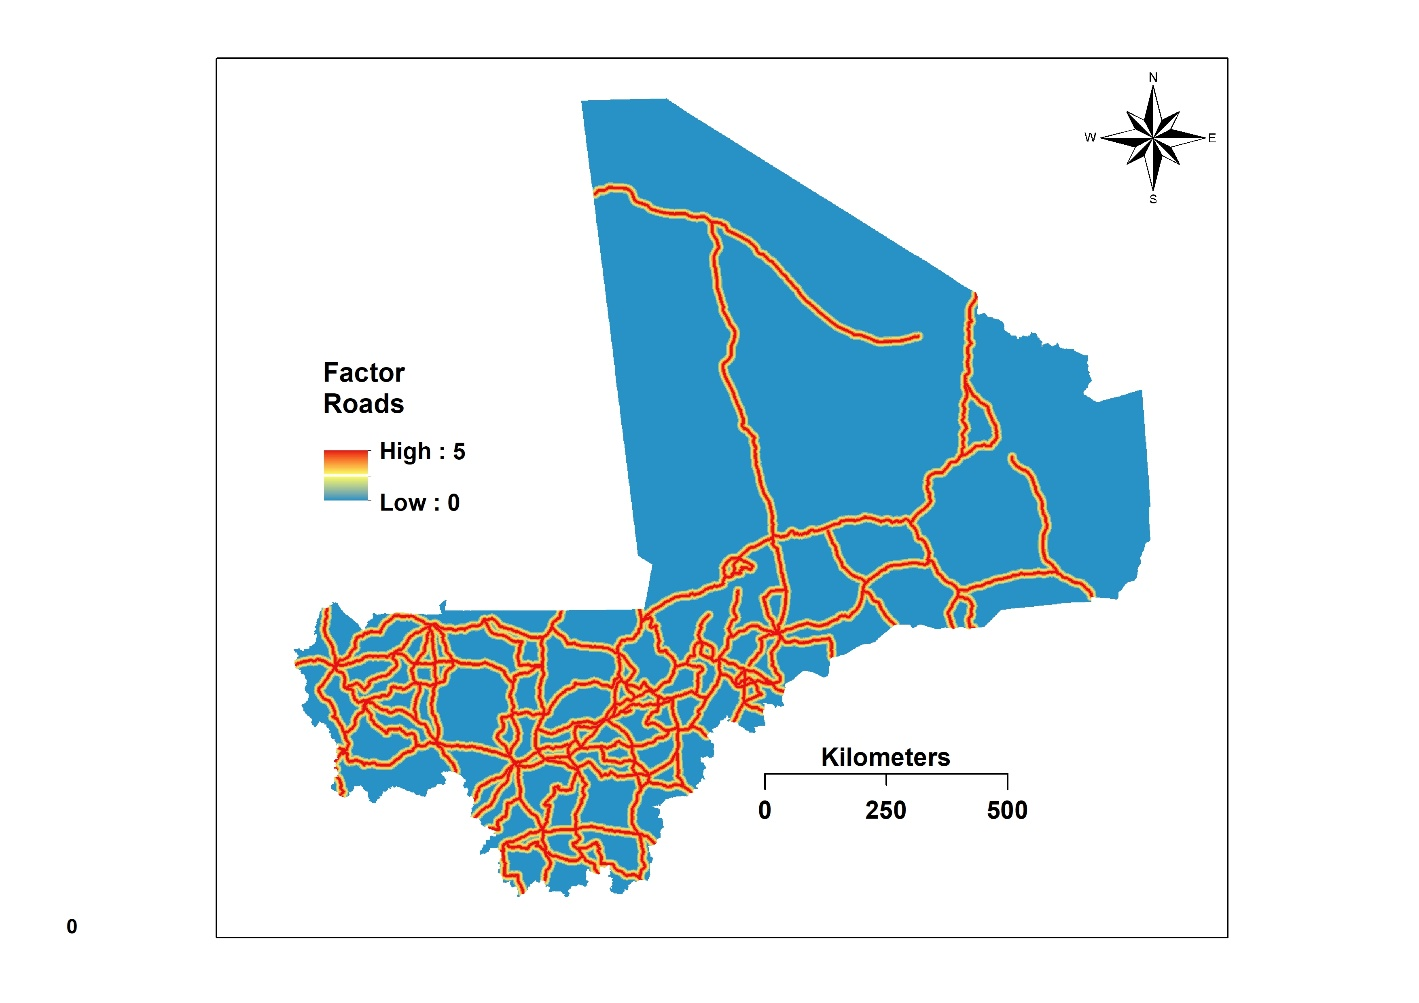 N
W E
S
Factor
Roads
High : 5
Low : 0
Kilometers
0 250 500
0